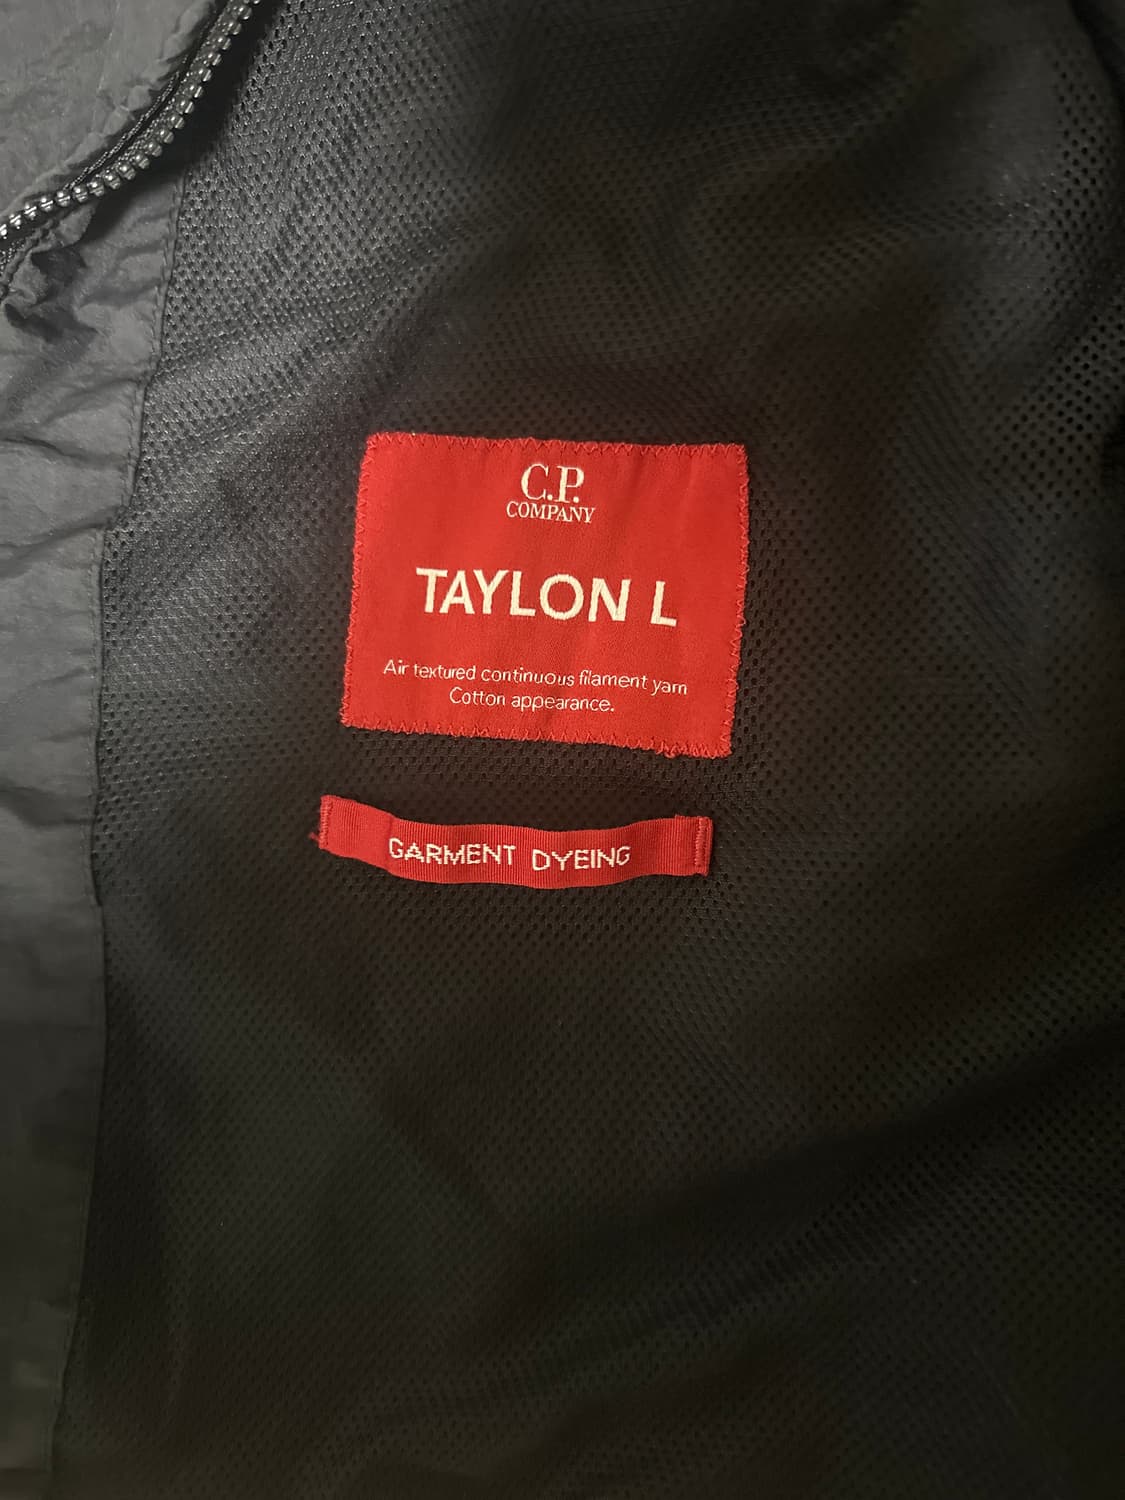 C.P.
COMPANY
TAYLON L
Air textured continuous filament yarn
Cotton appearance.
GARMENT DYEING